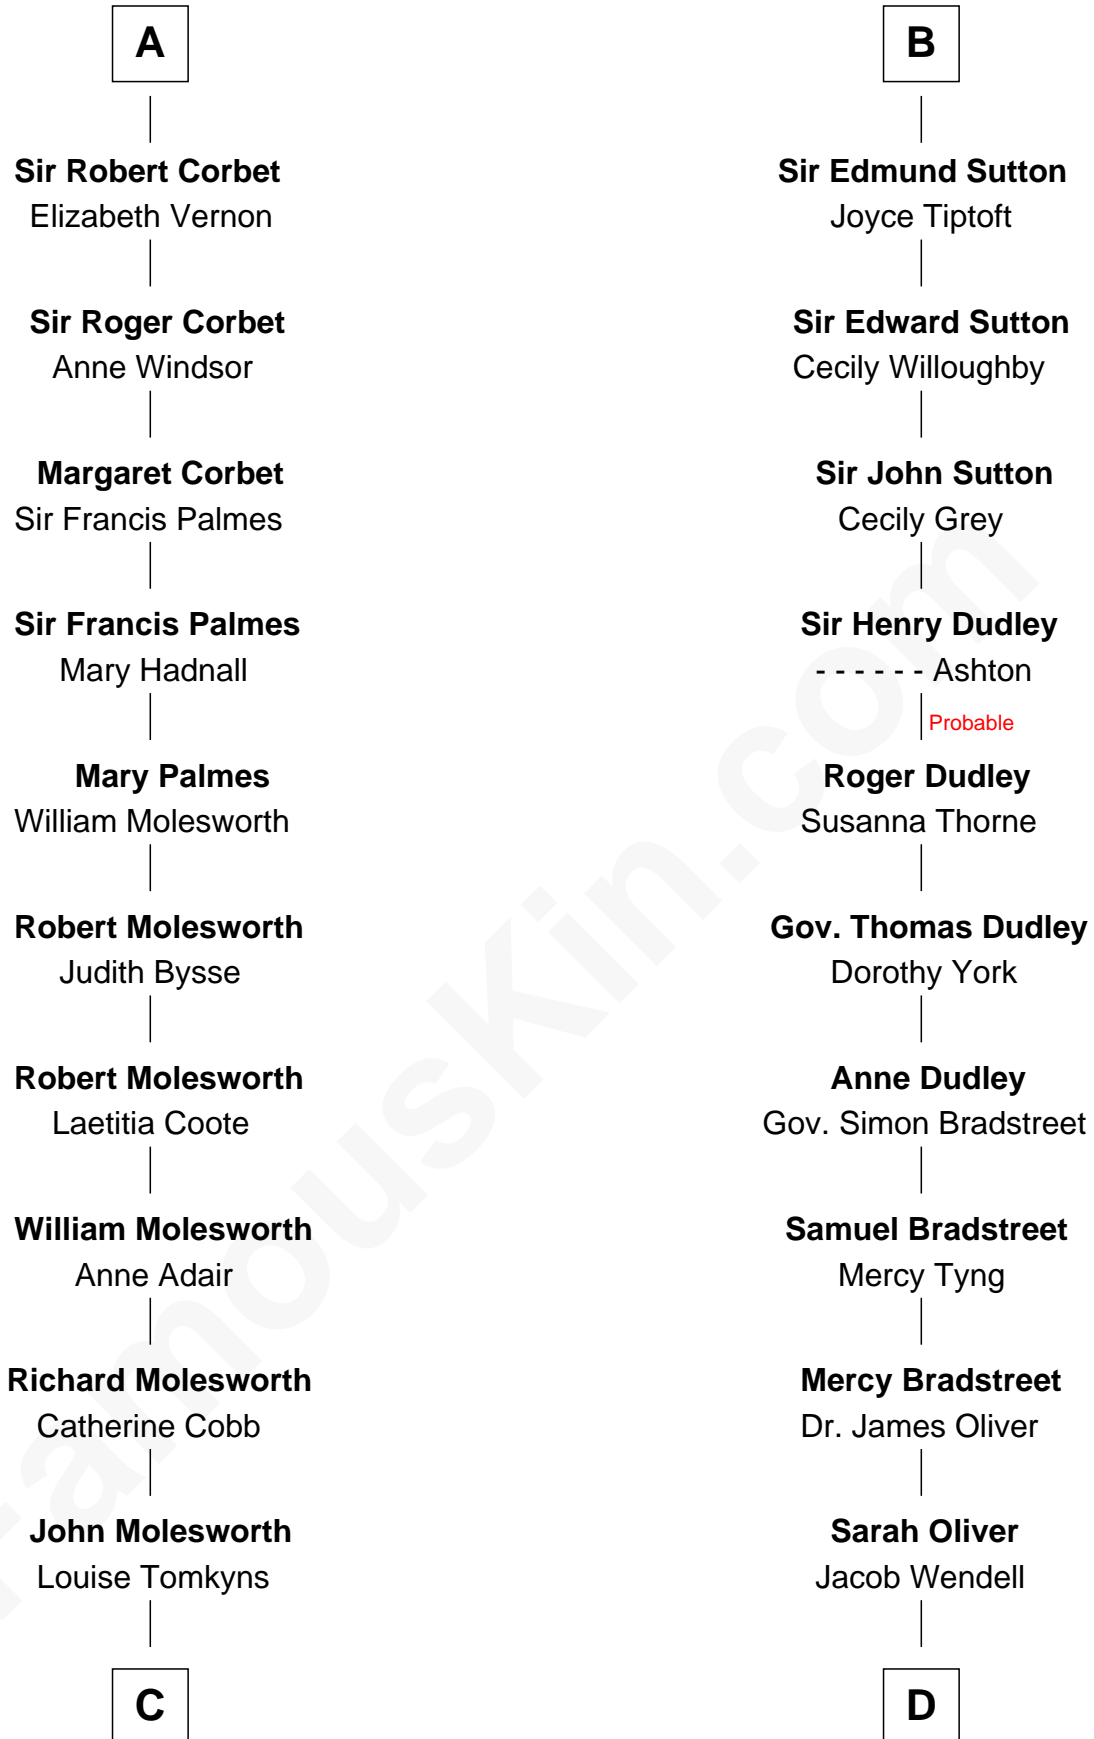 A
Sir Robert Corbet
Elizabeth Vernon
Sir Roger Corbet
Anne Windsor
Margaret Corbet
Sir Francis Palmes
Sir Francis Palmes
Mary Hadnall
Mary Palmes
William Molesworth
Robert Molesworth
Judith Bysse
Robert Molesworth
Laetitia Coote
William Molesworth
Anne Adair
Richard Molesworth
Catherine Cobb
John Molesworth
Louise Tomkyns
C
B
Sir Edmund Sutton
Joyce Tiptoft
Sir Edward Sutton
Cecily Willoughby
Sir John Sutton
Cecily Grey
Sir Henry Dudley
- - - - - - Ashton
Probable
Roger Dudley
Susanna Thorne
Gov. Thomas Dudley
Dorothy York
Anne Dudley
Gov. Simon Bradstreet
Samuel Bradstreet
Mercy Tyng
Mercy Bradstreet
Dr. James Oliver
Sarah Oliver
Jacob Wendell
D
FamousKin.com